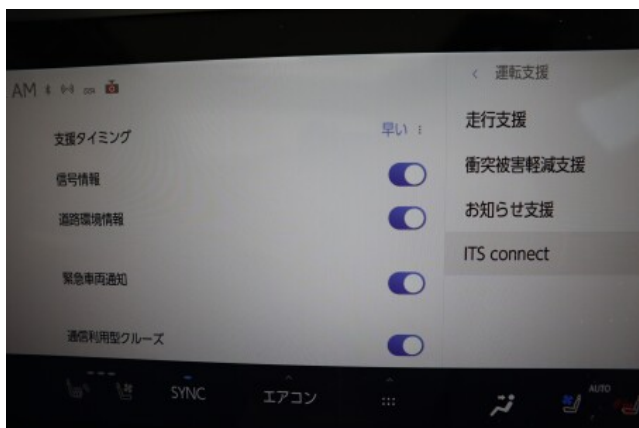 AM
運転支援
支援タイミング 早い
走行支援
信号情報
衝突被害軽減支援
道路環境情報
お知らせ支援
ITS connect
緊急車両通知
通信利用型クルーズ
SYNC エアコン AUTO